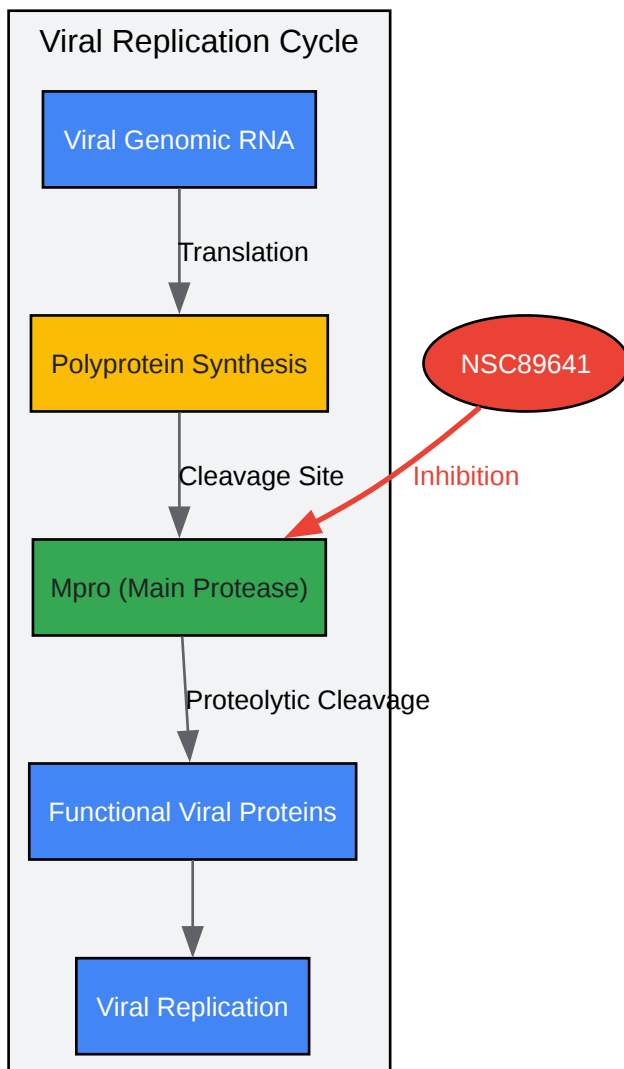 Viral Replication Cycle
Viral Genomic RNA
Translation
Polyprotein Synthesis
NSC89641
Cleavage Site
Inhibition
Mpro (Main Protease)
Proteolytic Cleavage
Functional Viral Proteins
Viral Replication